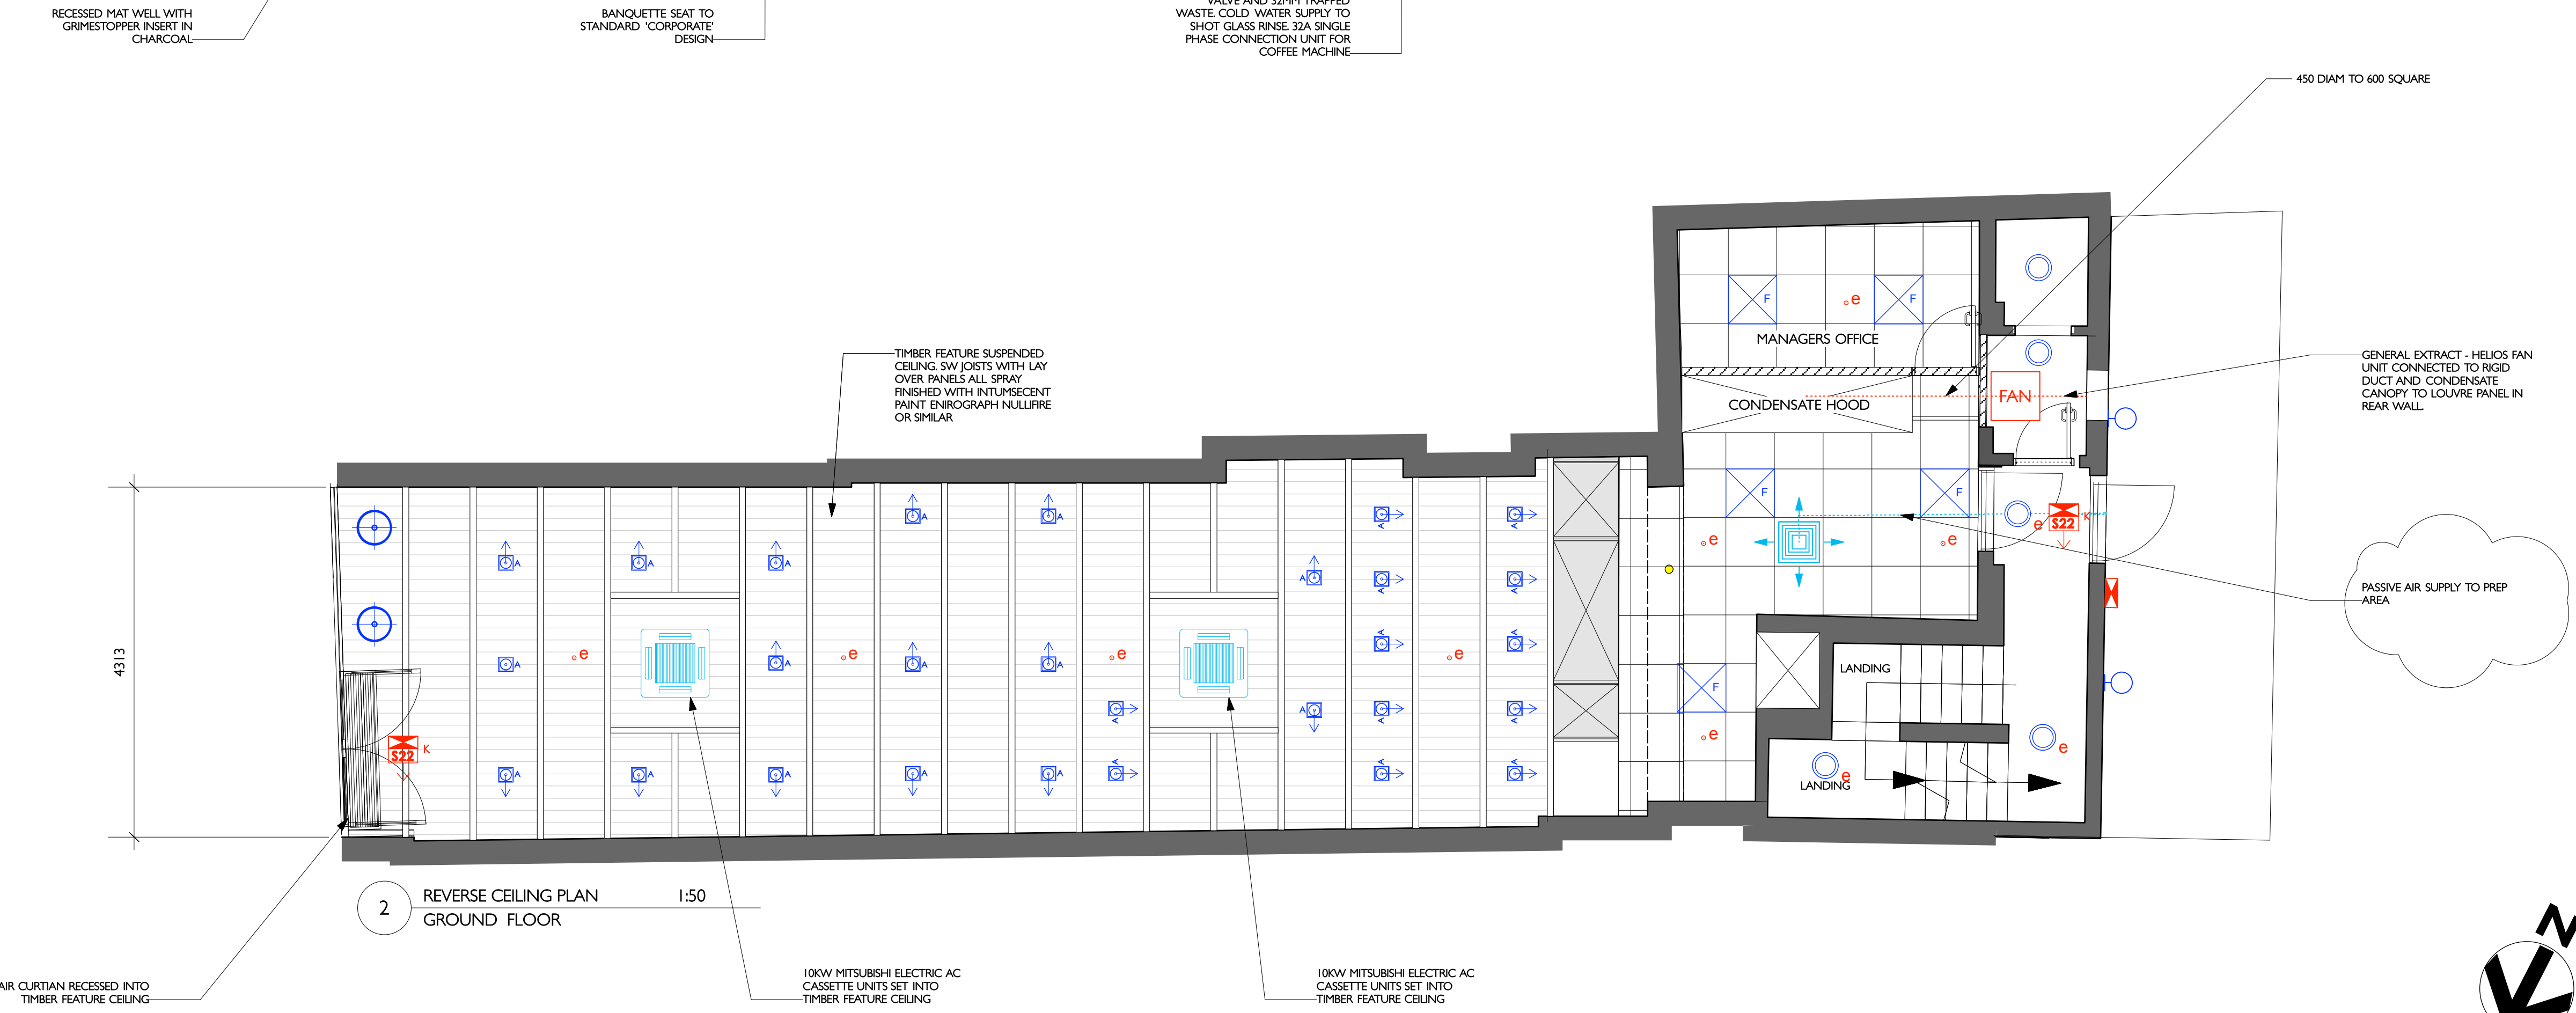 RECESSED MAT WELL WITH
GRIMESTOPPER INSERT IN
CHARCOAL
BANQUETTE SEAT TO
STANDARD 'CORPORATE'
DESIGN
VALVE AND 32MM TRAPPED
WASTE. COLD WATER SUPPLY TO
SHOT GLASS RINSE. 32A SINGLE
PHASE CONNECTION UNIT FOR
COFFEE MACHINE
450 DIAM TO 600 SQUARE
TIMBER FEATURE SUSPENDED
CEILING. SW JOISTS WITH LAY
OVER PANELS ALL SPRAY
FINISHED WITH INTUMSECENT
PAINT ENIROGRAPH NULLIFIRE
OR SIMILAR
F
e
F
MANAGERS OFFICE
CONDENSATE HOOD
FAN
GENERAL EXTRACT - HELIOS FAN
UNIT CONNECTED TO RIGID
DUCT AND CONDENSATE
CANOPY TO LOUVRE PANEL IN
REAR WALL.
F
F
A
A
A
A
A
A
A
A
A
A
A
A
e
e
e
S22
K
PASSIVE AIR SUPPLY TO PREP
AREA
4313
A
A
A
A
A
A
e
e
e
e
F
LANDING
A
A
A
A
e
e
S22
K
A
A
A
A
A
A
A
A
LANDING
e
2
REVERSE CEILING PLAN
1:50
GROUND FLOOR
N
AIR CURTIAN RECESSED INTO
TIMBER FEATURE CEILING
10KW MITSUBISHI ELECTRIC AC
CASSETTE UNITS SET INTO
TIMBER FEATURE CEILING
10KW MITSUBISHI ELECTRIC AC
CASSETTE UNITS SET INTO
TIMBER FEATURE CEILING